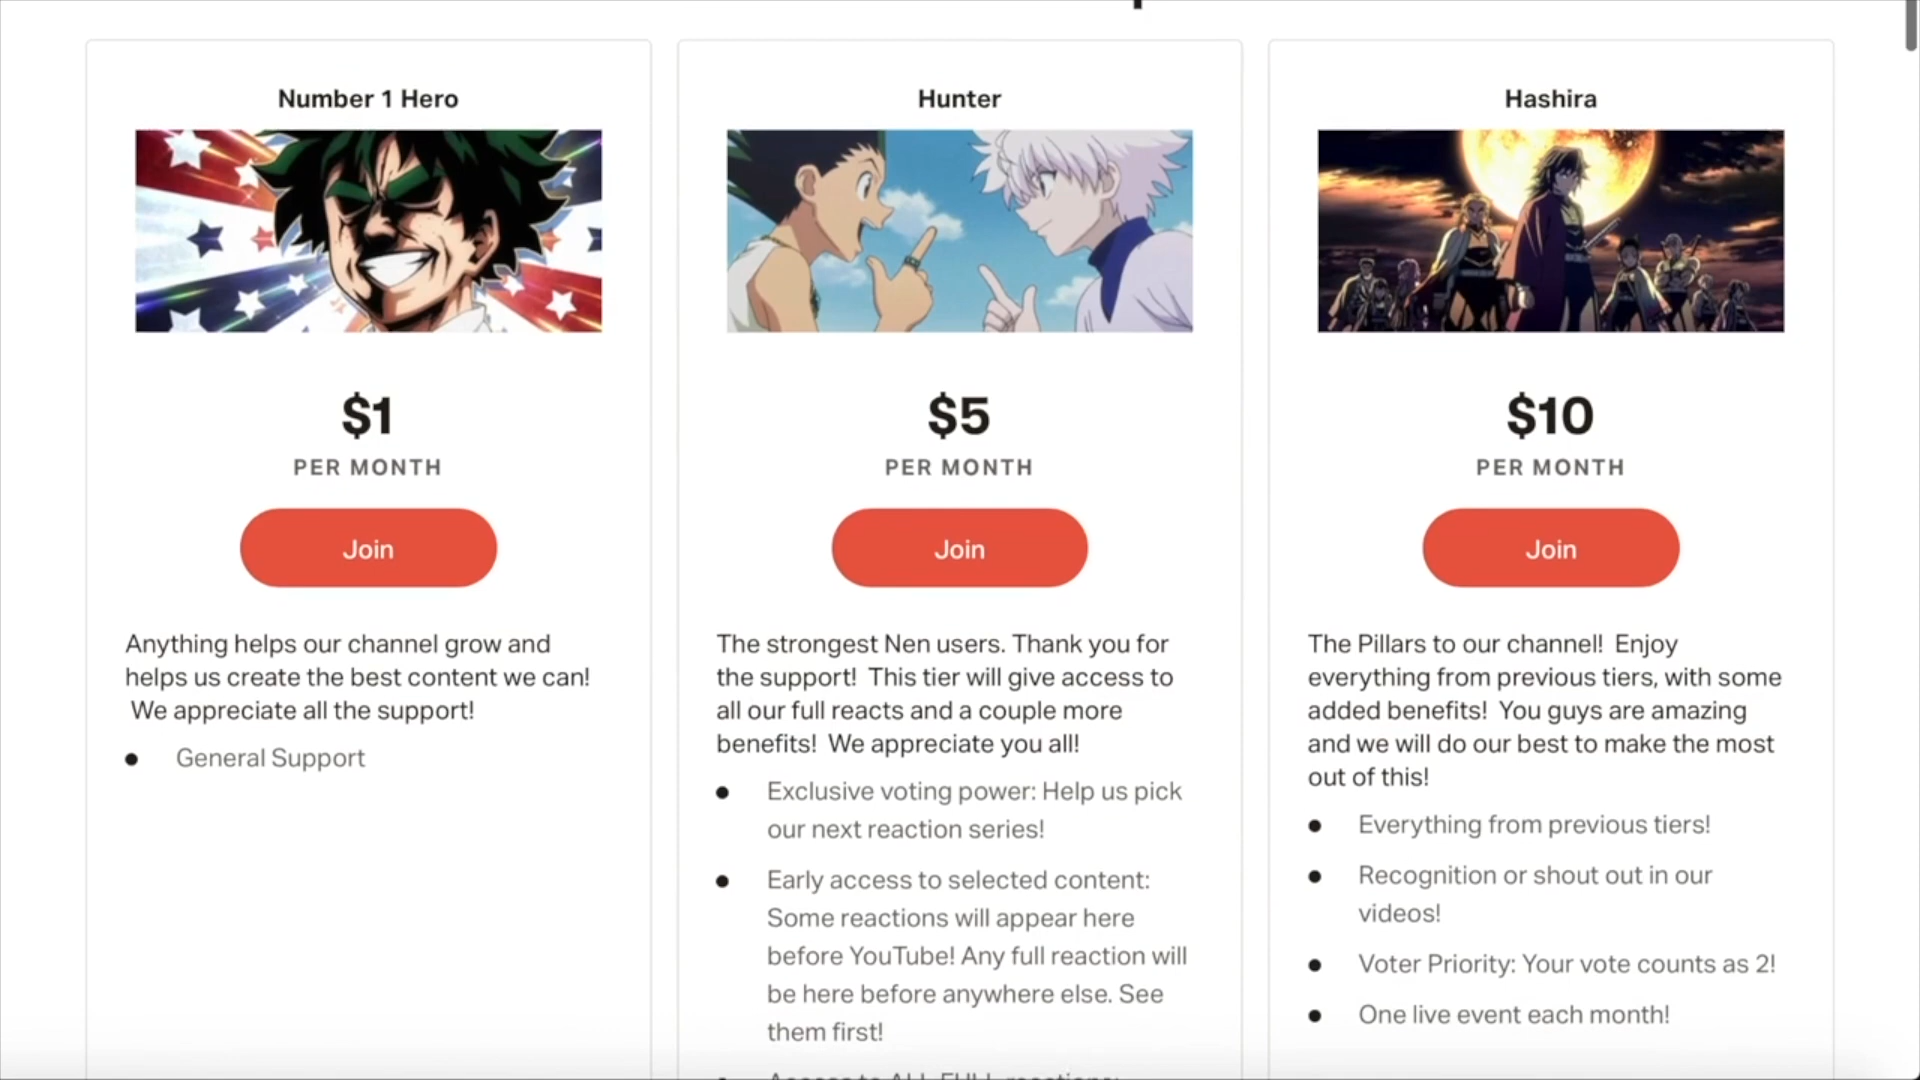 Number 1 Hero
$1
PER MONTH
Join
Anything helps our channel grow and
helps us create the best content we can!
We appreciate all the support!
● General Support
Hunter
$5
PER MONTH
Join
The strongest Nen users. Thank you for
the support! This tier will give access to
all our full reacts and a couple more
benefits! We appreciate you all!
● Exclusive voting power: Help us pick
our next reaction series!
● Early access to selected content:
Some reactions will appear here
before YouTube! Any full reaction will
be here before anywhere else. See
them first!
Access to ALL FULL reactions:
Hashira
$10
PER MONTH
Join
The Pillars to our channel! Enjoy
everything from previous tiers, with some
added benefits! You guys are amazing
and we will do our best to make the most
out of this!
● Everything from previous tiers!
● Recognition or shout out in our
videos!
● Voter Priority: Your vote counts as 2!
● One live event each month!